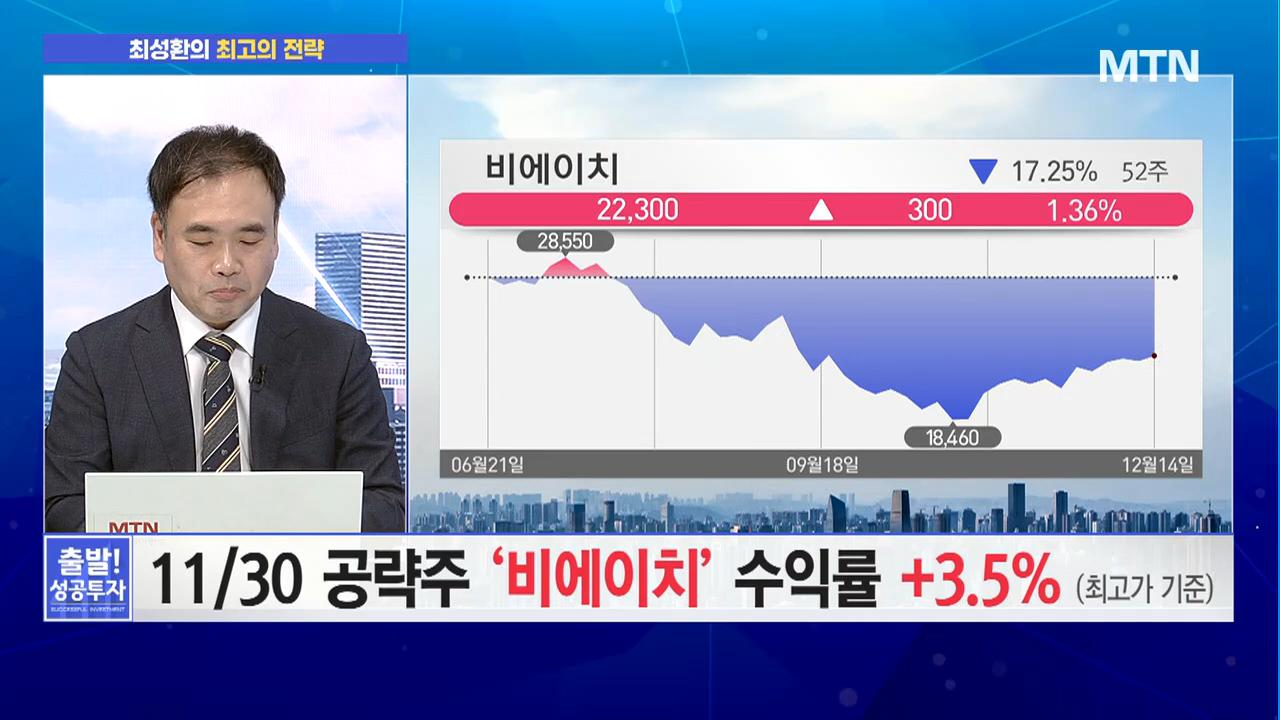 최성환의 최고의 전략
MTN
비에이치
▼ 17.25% 52주
22,300 △ 300 1.36%
28,550
18,460
06월21일 09월18일 12월14일
MTN
출발!
성공투자
SUCCESSFUL INVESTMENT
11/30 공략주 ‘비에이치’ 수익률 +3.5% (최고가 기준)